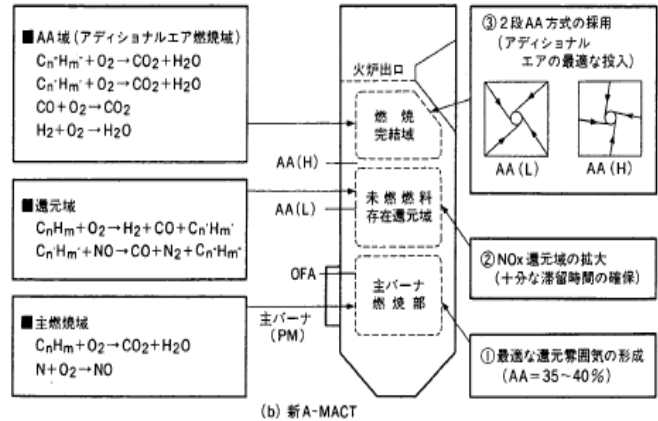 ■AA域(アディショナルエア燃焼域)
Cn″Hm″+O2→CO2+H2O
Cn′Hm′+O2→CO2+H2O
CO+O2→CO2
H2+O2→H2O
■還元域
CnHm+O2→H2+CO+Cn′Hm′
Cn′Hm′+NO→CO+N2+Cn″Hm″
■主燃焼域
CnHm+O2→CO2+H2O
N+O2→NO
火炉出口
燃焼
完結域
AA(H)
未燃燃料
存在還元域
AA(L)
OFA
主バーナ
燃焼部
主バーナ
(PM)
③2段AA方式の採用
(アディショナル
エアの最適な投入)
AA(L)
AA(H)
②NOx還元域の拡大
(十分な滞留時間の確保)
①最適な還元雰囲気の形成
(AA=35~40%)
(b) 新A-MACT